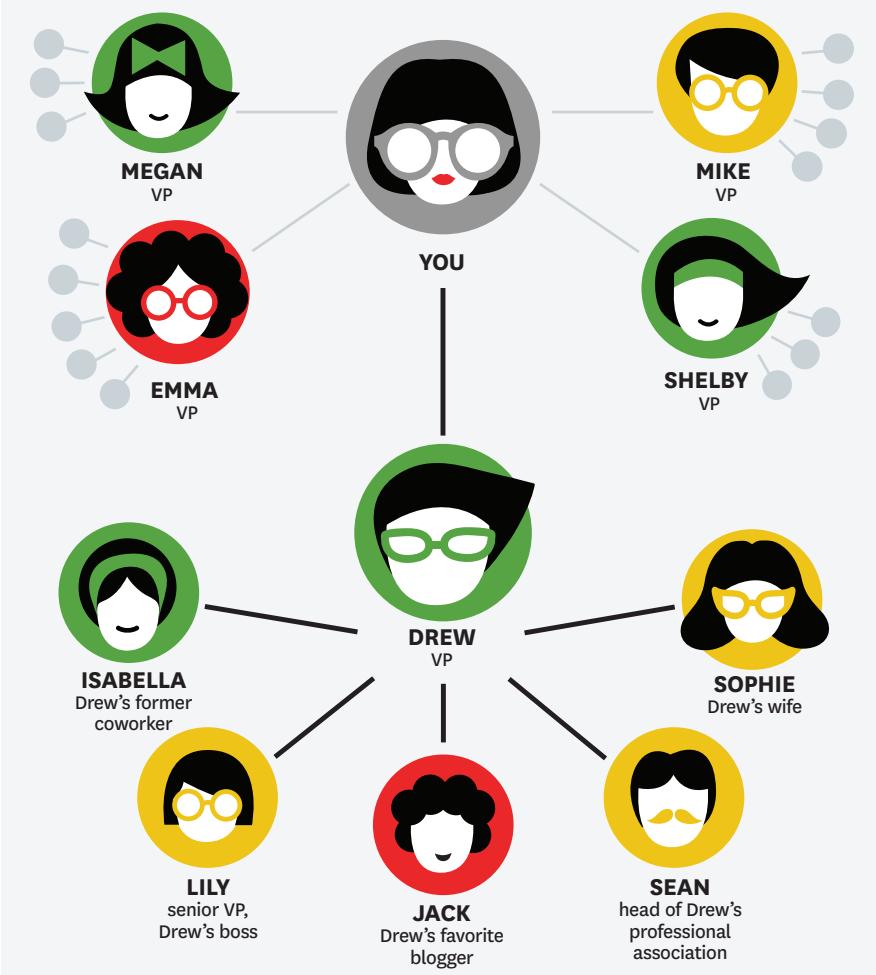 MEGAN
VP
MIKE
VP
YOU
EMMA
VP
SHELBY
VP
DREW
VP
ISABELLA
Drew’s former
coworker
SOPHIE
Drew’s wife
LILY
senior VP,
Drew’s boss
JACK
Drew’s favorite
blogger
SEAN
head of Drew’s
professional
association